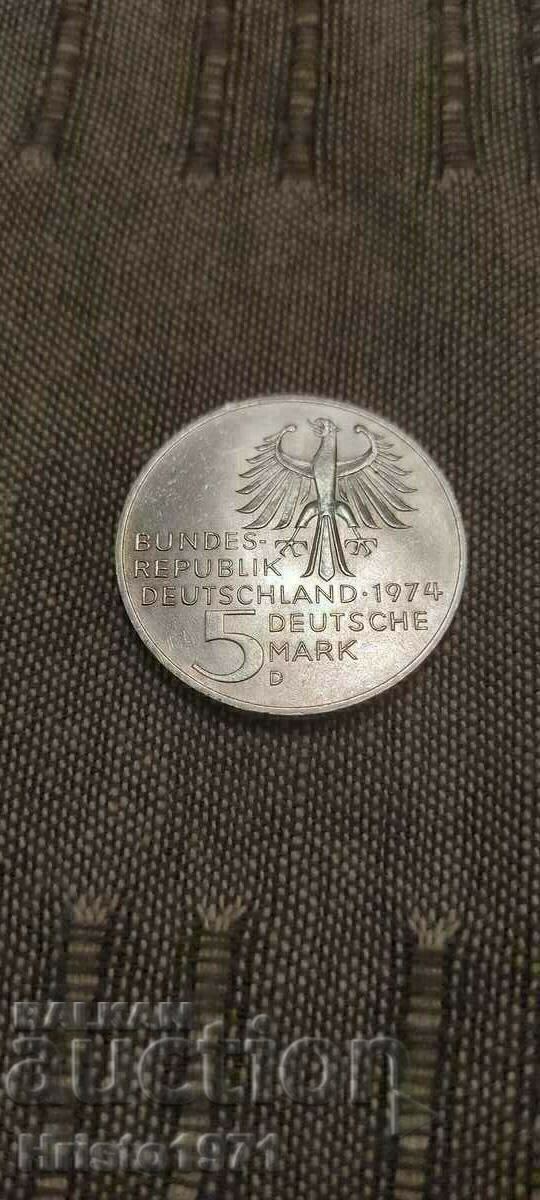 BUNDES-
REPUBLIK
DEUTSCHLAND · 1974
5 DEUTSCHE
MARK
D
BALKAN
auction
Hristo1971